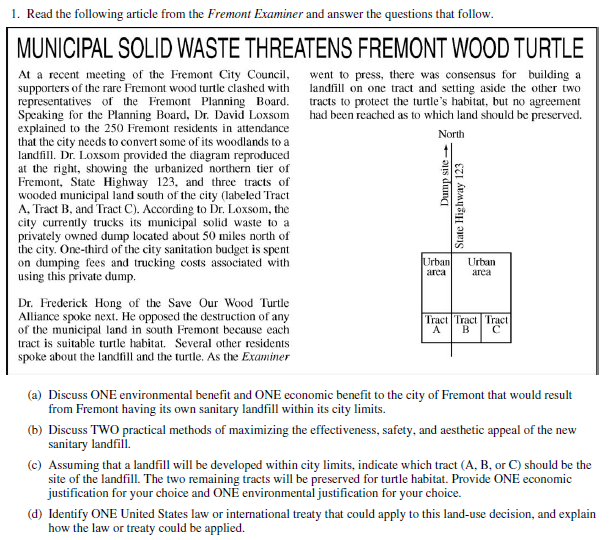 1. Read the following article from the Fremont Examiner and answer the questions that follow.
MUNICIPAL SOLID WASTE THREATENS FREMONT WOOD TURTLE
At a recent meeting of the Fremont City Council,
supporters of the rare Fremont wood turtle clashed with
representatives of the Fremont Planning Board.
Speaking for the Planning Board, Dr. David Loxsom
explained to the 250 Fremont residents in attendance
that the city needs to convert some of its woodlands to a
landfill. Dr. Loxsom provided the diagram reproduced
at the right, showing the urbanized northern tier of
Fremont, State Highway 123, and three tracts of
wooded municipal land south of the city (labeled Tract
A, Tract B, and Tract C). According to Dr. Loxsom, the
city currently trucks its municipal solid waste to a
privately owned dump located about 50 miles north of
the city. One-third of the city sanitation budget is spent
on dumping fees and trucking costs associated with
using this private dump.
Dr. Frederick Hong of the Save Our Wood Turtle
Alliance spoke next. He opposed the destruction of any
of the municipal land in south Fremont because each
tract is suitable turtle habitat. Several other residents
spoke about the landfill and the turtle. As the Examiner
went to press, there was consensus for building a
landfill on one tract and setting aside the other two
tracts to protect the turtle's habitat, but no agreement
had been reached as to which land should be preserved.
North
Dump site →
State Highway 123
Urban area
Urban area
Tract A
Tract B
Tract C
(a) Discuss ONE environmental benefit and ONE economic benefit to the city of Fremont that would result
from Fremont having its own sanitary landfill within its city limits.
(b) Discuss TWO practical methods of maximizing the effectiveness, safety, and aesthetic appeal of the new
sanitary landfill.
(c) Assuming that a landfill will be developed within city limits, indicate which tract (A, B, or C) should be the
site of the landfill. The two remaining tracts will be preserved for turtle habitat. Provide ONE economic
justification for your choice and ONE environmental justification for your choice.
(d) Identify ONE United States law or international treaty that could apply to this land-use decision, and explain
how the law or treaty could be applied.